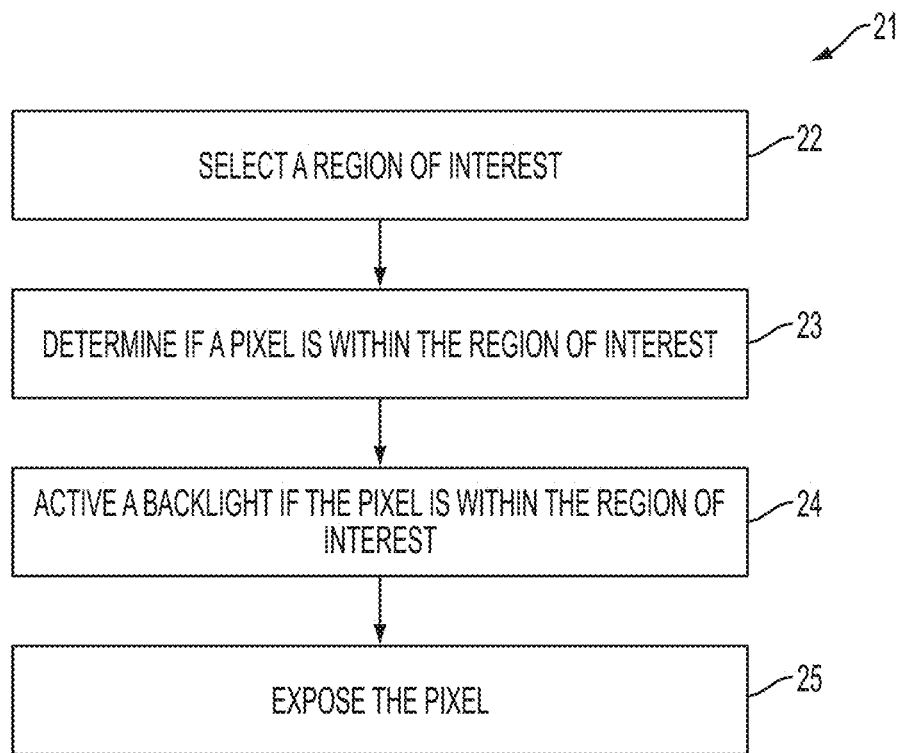 21
SELECT A REGION OF INTEREST
22
DETERMINE IF A PIXEL IS WITHIN THE REGION OF INTEREST
23
ACTIVE A BACKLIGHT IF THE PIXEL IS WITHIN THE REGION OF
INTEREST
24
EXPOSE THE PIXEL
25